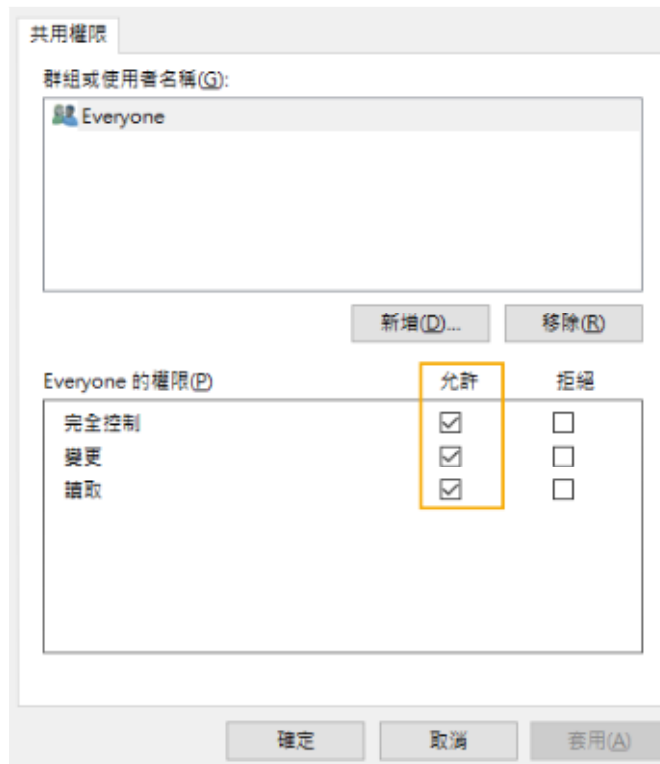 共用權限
群組或使用者名稱(G):
Everyone
新增(D)... 移除(R)
Everyone 的權限(P) 允許 拒絕
完全控制
變更
讀取
確定 取消 套用(A)